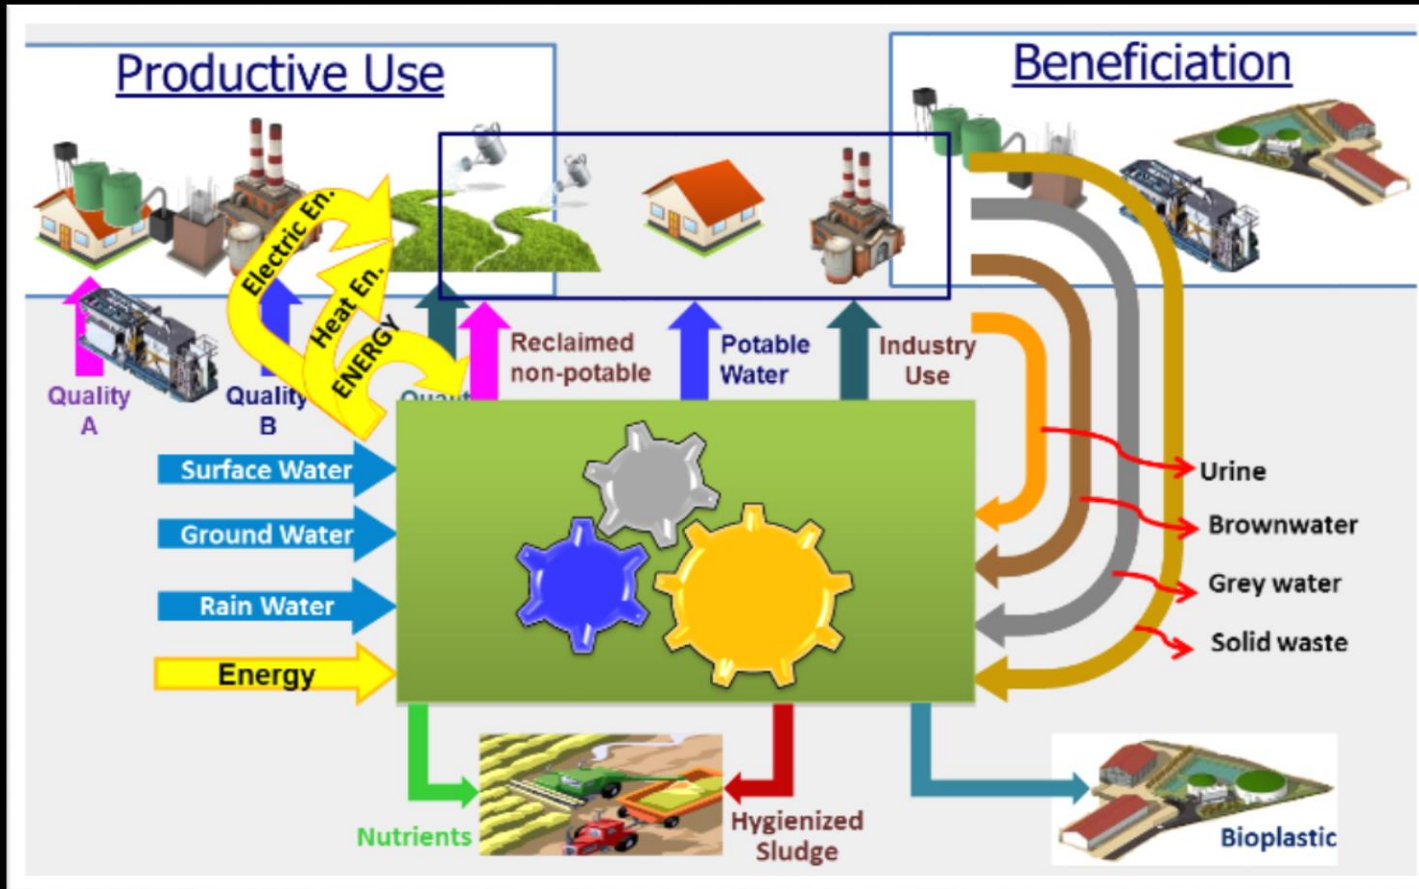 Productive Use
Beneficiation
Electric En.
Heat En.
ENERGY
Quality
A
Quality
B
Reclaimed
non-potable
Potable
Water
Industry
Use
Surface Water
Ground Water
Rain Water
Energy
Urine
Brownwater
Grey water
Solid waste
Nutrients
Hygienized
Sludge
Bioplastic